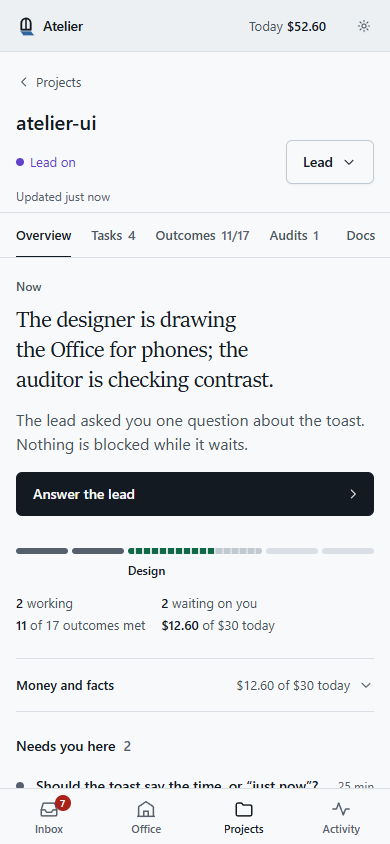 Atelier
Today $52.60
Projects
atelier-ui
Lead on
Lead
Updated just now
Overview Tasks 4 Outcomes 11/17 Audits 1 Docs
Now
The designer is drawing
the Office for phones; the
auditor is checking contrast.
The lead asked you one question about the toast.
Nothing is blocked while it waits.
Answer the lead
Design
2 working 2 waiting on you
11 of 17 outcomes met $12.60 of $30 today
Money and facts $12.60 of $30 today
Needs you here 2
Should the toast say the time, or “just now”? 25 min
7
Inbox Office Projects Activity